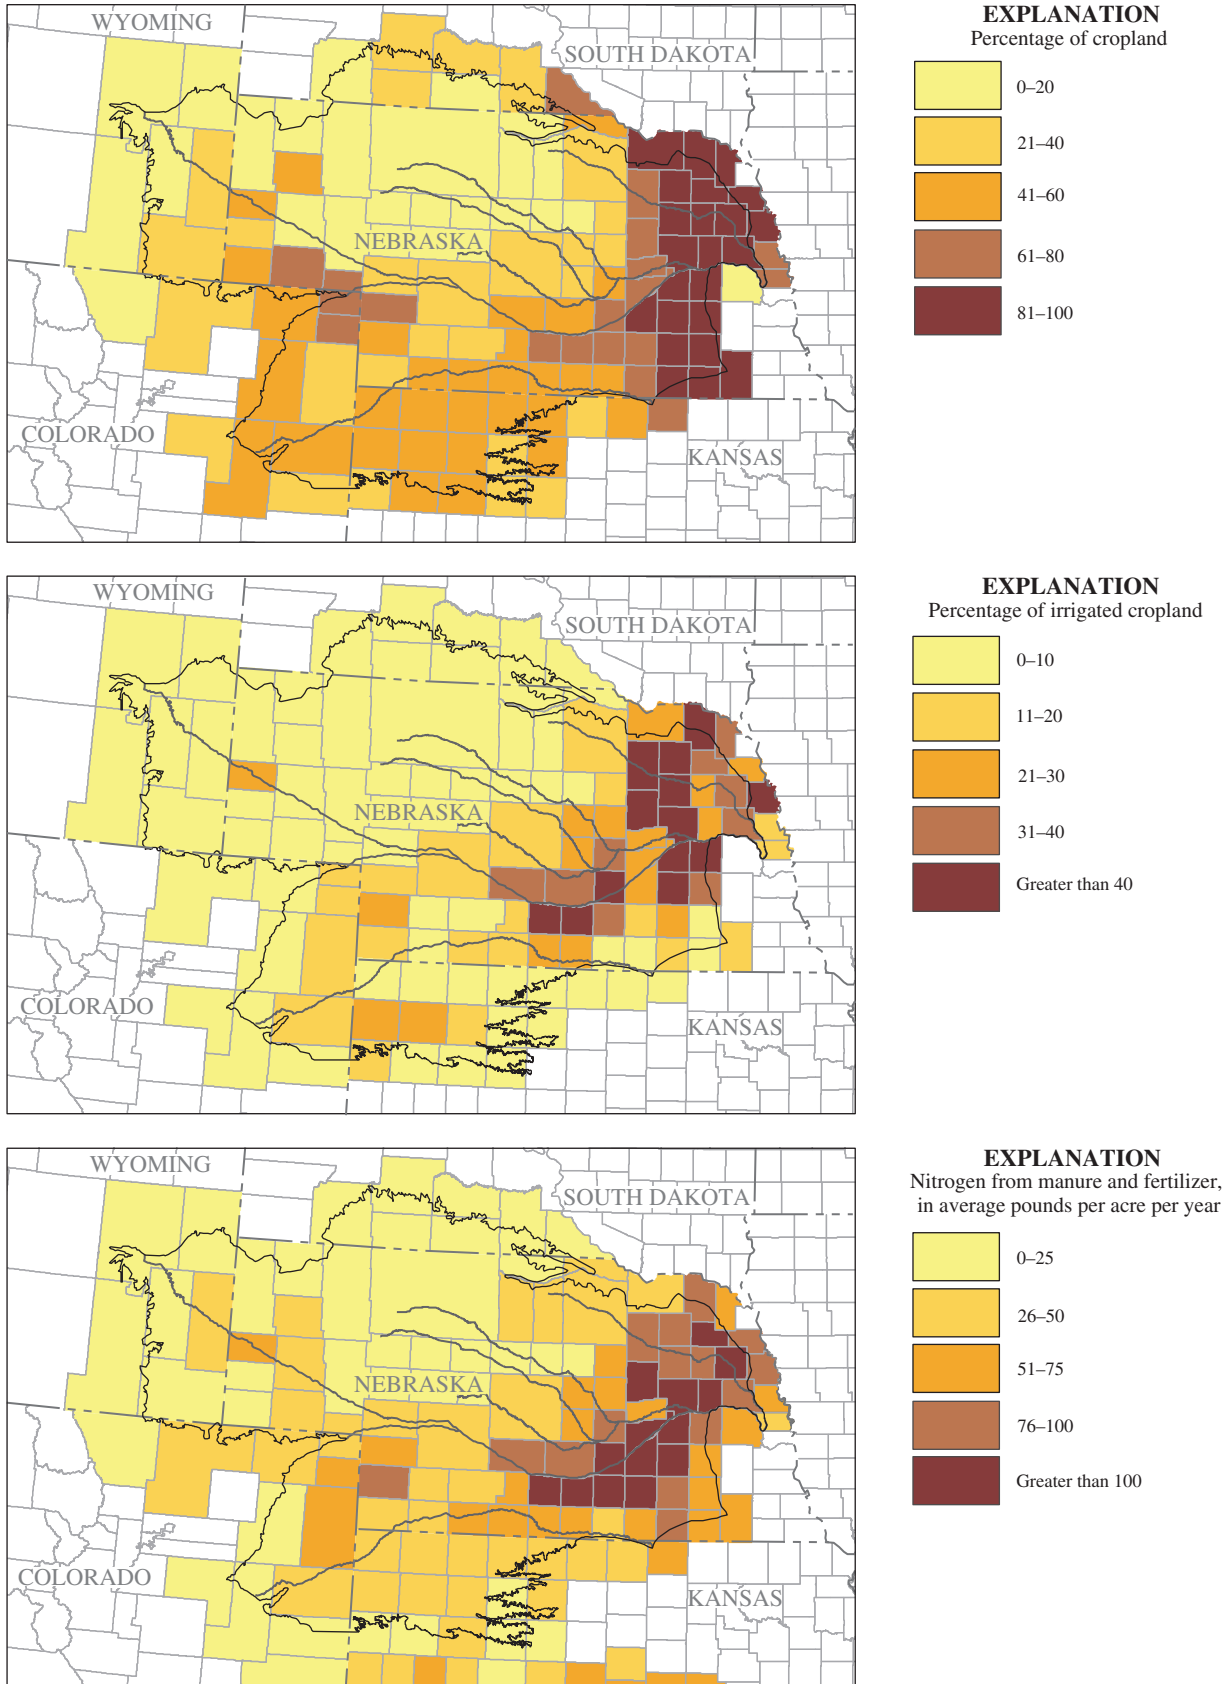 WYOMING
SOUTH DAKOTA
NEBRASKA
COLORADO
KANSAS
EXPLANATION
Percentage of cropland
0–20
21–40
41–60
61–80
81–100
WYOMING
SOUTH DAKOTA
NEBRASKA
COLORADO
KANSAS
EXPLANATION
Percentage of irrigated cropland
0–10
11–20
21–30
31–40
Greater than 40
WYOMING
SOUTH DAKOTA
NEBRASKA
COLORADO
KANSAS
EXPLANATION
Nitrogen from manure and fertilizer,
in average pounds per acre per year
0–25
26–50
51–75
76–100
Greater than 100